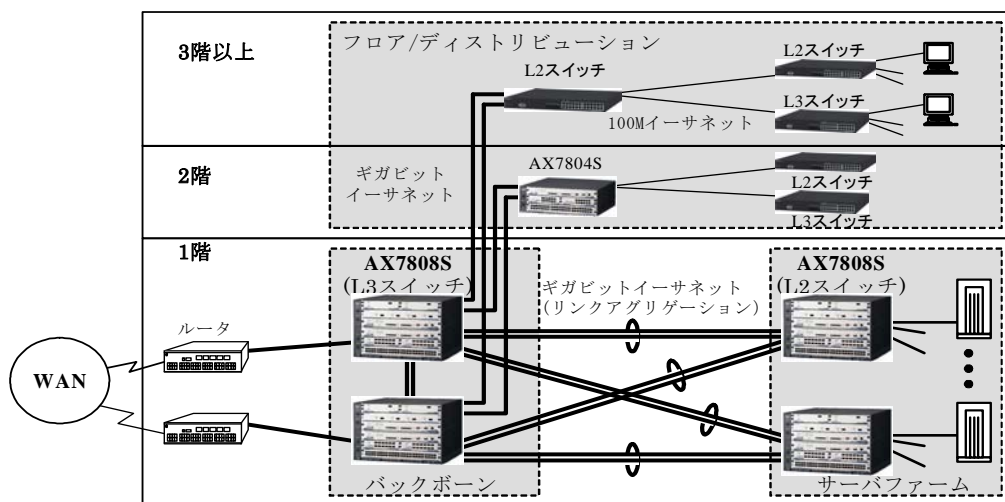 3階以上
フロア/ディストリビューション
L2スイッチ
L2スイッチ
L3スイッチ
100Mイーサネット
2階
ギガビット
イーサネット
AX7804S
L2スイッチ
L3スイッチ
1階
AX7808S
(L3スイッチ)
ギガビットイーサネット
(リンクアグリゲーション)
AX7808S
(L2スイッチ)
ルータ
WAN
バックボーン
サーバファーム